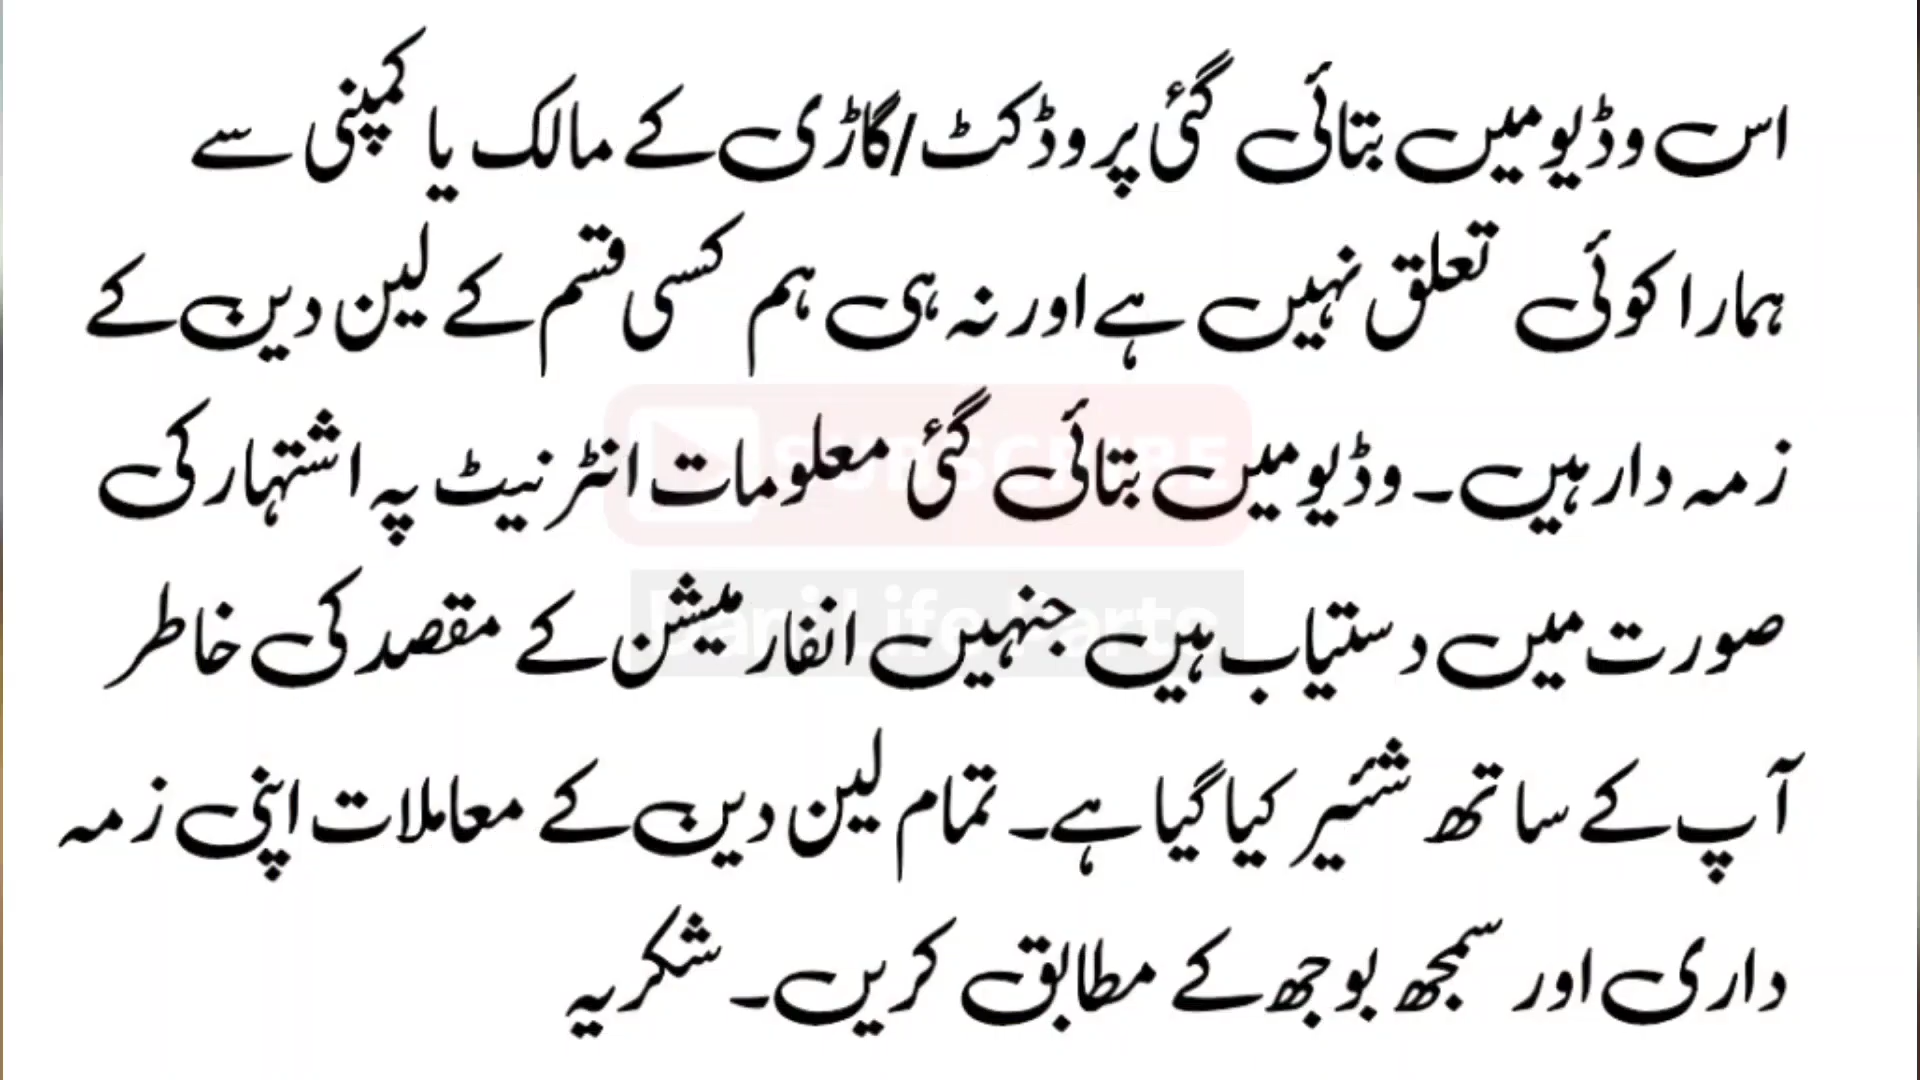 اس وڈیو میں بتائی گئی پروڈکٹ/گاڑی کے مالک یا کمپنی سے
ہمارا کوئی تعلق نہیں ہے اور نہ ہی ہم کسی قسم کے لین دین کے
زمہ دار ہیں۔ وڈیو میں بتائی گئی معلومات انٹرنیٹ پہ اشتہار کی
SUBSCRIBE
صورت میں دستیاب ہیں جنہیں انفارمیشن کے مقصد کی خاطر
Life
آپ کے ساتھ شئیر کیا گیا ہے۔ تمام لین دین کے معاملات اپنی زمہ
داری اور سمجھ بوجھ کے مطابق کریں۔ شکریہ